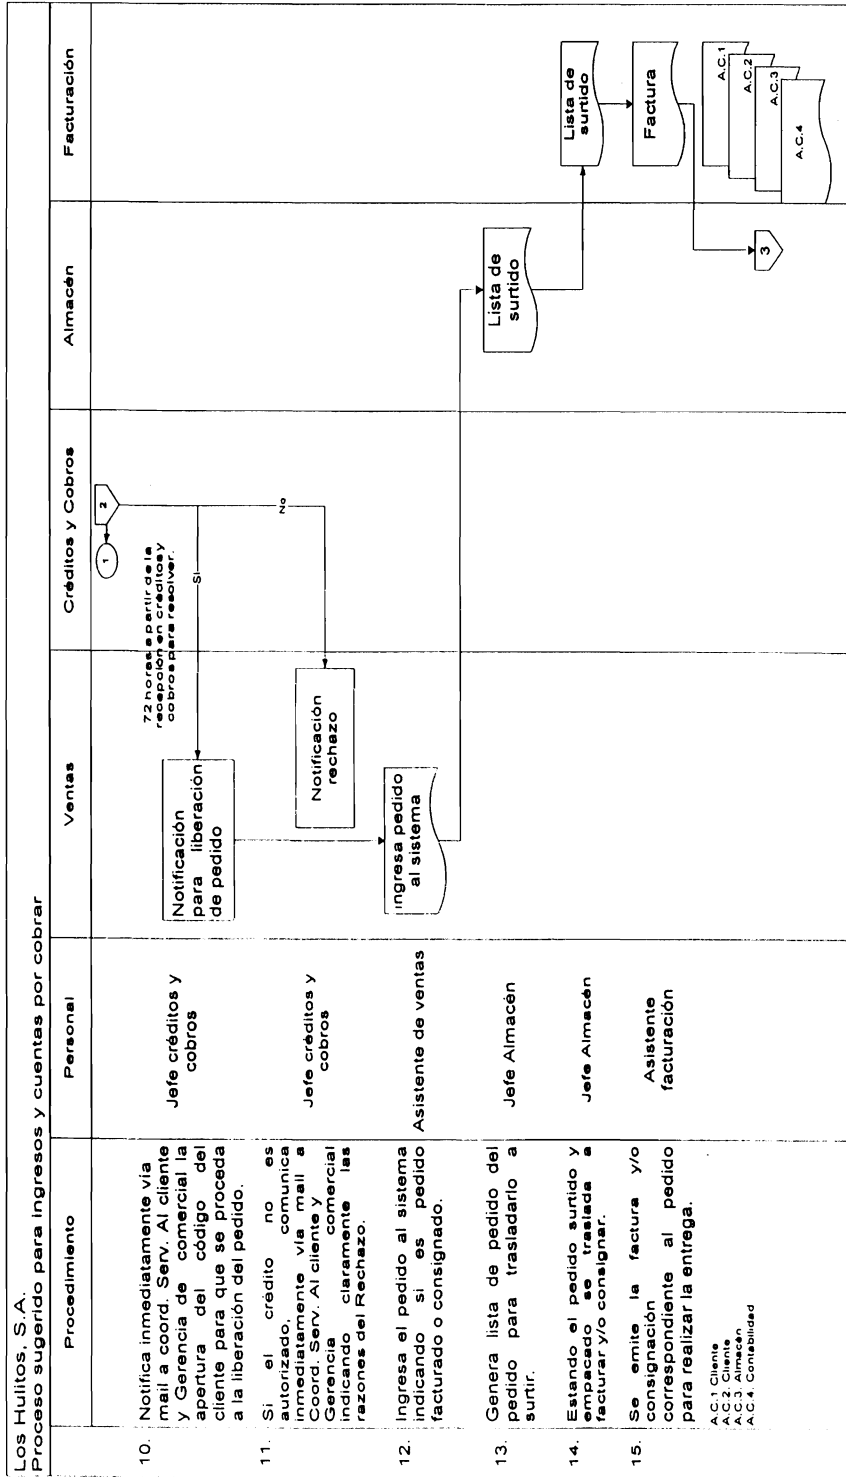 Los Hulitos, S.A.
Proceso sugerido para ingresos y cuentas por cobrar
Procedimiento
Personal
Ventas
Créditos y Cobros
Almacén
Facturación
10. Notifica inmediatamente via
mail a coord. Serv. Al cliente
y Gerencia de comercial la
apertura del código del
cliente para que se proceda
a la liberación del pedido.
Jefe créditos y
cobros
11. Si el crédito no es
autorizado, comunica
inmediatamente vía mail a
Coord. Serv. Al cliente y
Gerencia comercial
indicando claramente las
razones del Rechazo.
Jefe créditos y
cobros
12. Ingresa el pedido al sistema
indicando si es pedido
facturado o consignado.
Asistente de ventas
13. Genera lista de pedido del
pedido para trasladarlo a
surtir.
Jefe Almacén
14. Estando el pedido surtido y
empacado se traslada a
facturar y/o consignar.
Jefe Almacén
15. Se emite la factura y/o
consignación
correspondiente al pedido
para realizar la entrega.
Asistente
facturación
A.C.1 Cliente
A.C.2. Cliente
A.C.3. Almacén
A.C.4. Contabilidad
1
2
72 horas a partir de la
recepción en créditos y
cobros para resolver.
SI
No
Notificación
para liberación
de pedido
Notificación
rechazo
Ingresa pedido
al sistema
Lista de
surtido
Lista de
surtido
Factura
3
A.C.1
A.C.2
A.C.3
A.C.4